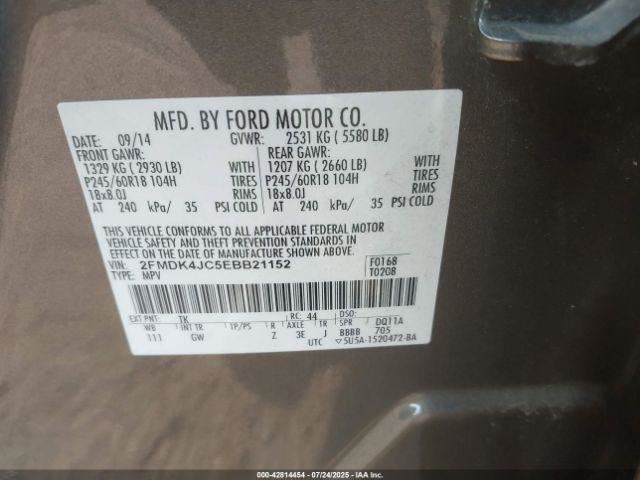 MFD. BY FORD MOTOR CO.
DATE: 09/14 GVWR: 2531 KG ( 5580 LB)
FRONT GAWR: REAR GAWR:
1329 KG ( 2930 LB) WITH 1207 KG ( 2660 LB) WITH
P245/60R18 104H TIRES P245/60R18 104H TIRES
18x8.0J RIMS 18x8.0J RIMS
AT 240 kPa/ 35 PSI COLD AT 240 kPa/ 35 PSI COLD
THIS VEHICLE CONFORMS TO ALL APPLICABLE FEDERAL MOTOR
VEHICLE SAFETY AND THEFT PREVENTION STANDARDS IN
EFFECT ON THE DATE OF MANUFACTURE SHOWN ABOVE.
VIN: 2FMDK4JC5EBB21152 F0168
TYPE: MPV T0208
EXT PNT: TK RC: 44 DSO:
WB INT TR TP/PS R AXLE TR SPR DQ11A
111 GW Z 3E J BBBB 705
UTC ▽5U5A-1520472-BA
000-42814454 | 07/24/2025 | Copyright IAA, LLC